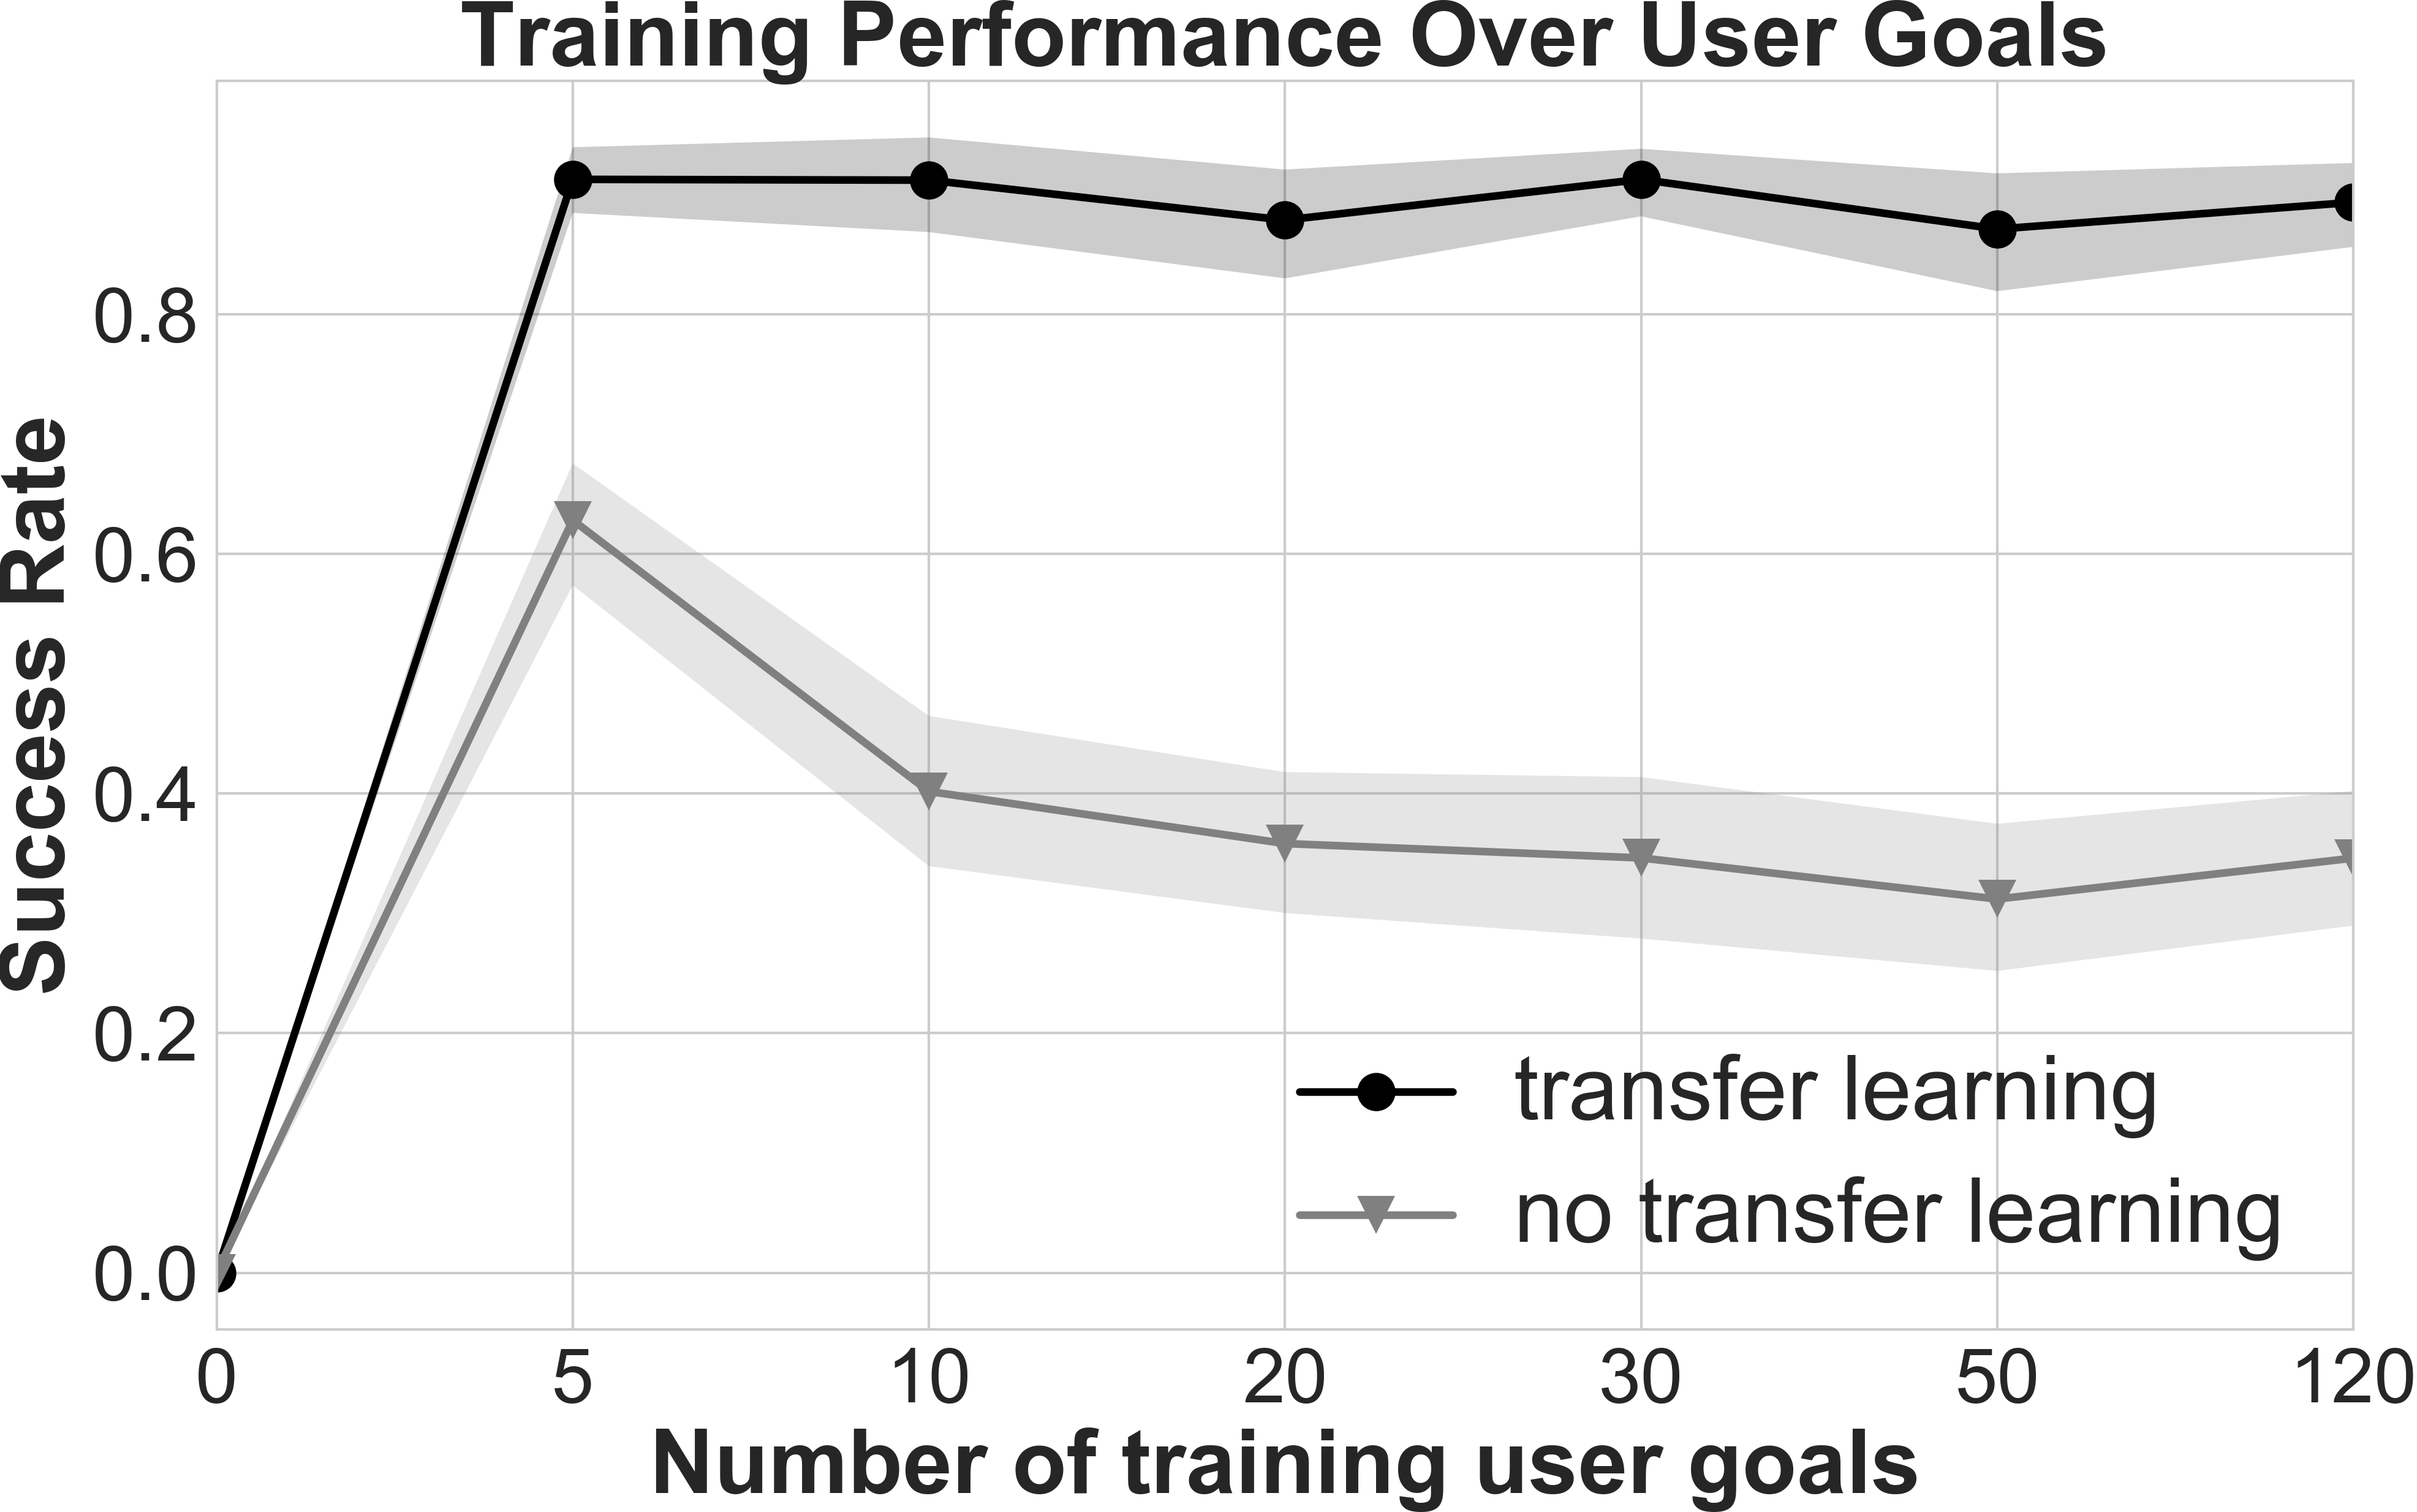 Training Performance Over User Goals
Success Rate
0.8
0.6
0.4
0.2
0.0
transfer learning
no transfer learning
0 5 10 20 30 50 120
Number of training user goals